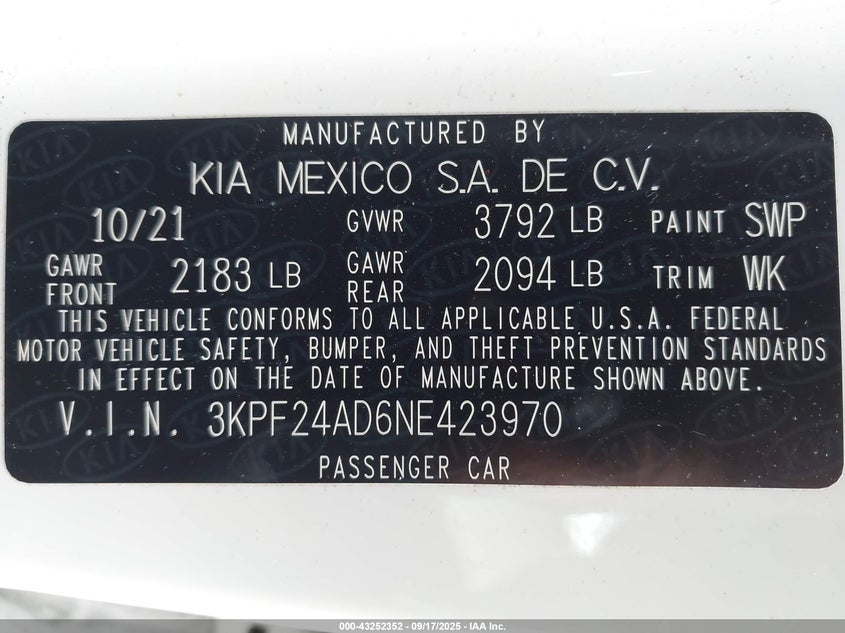 MANUFACTURED BY
KIA MEXICO S.A. DE C.V.
10/21 GVWR 3792 LB PAINT SWP
GAWR FRONT 2183 LB GAWR REAR 2094 LB TRIM WK
THIS VEHICLE CONFORMS TO ALL APPLICABLE U.S.A. FEDERAL
MOTOR VEHICLE SAFETY, BUMPER, AND THEFT PREVENTION STANDARDS
IN EFFECT ON THE DATE OF MANUFACTURE SHOWN ABOVE.
V.I.N. 3KPF24AD6NE423970
PASSENGER CAR
000-43252352 - 09/17/2025 - IAA Inc.